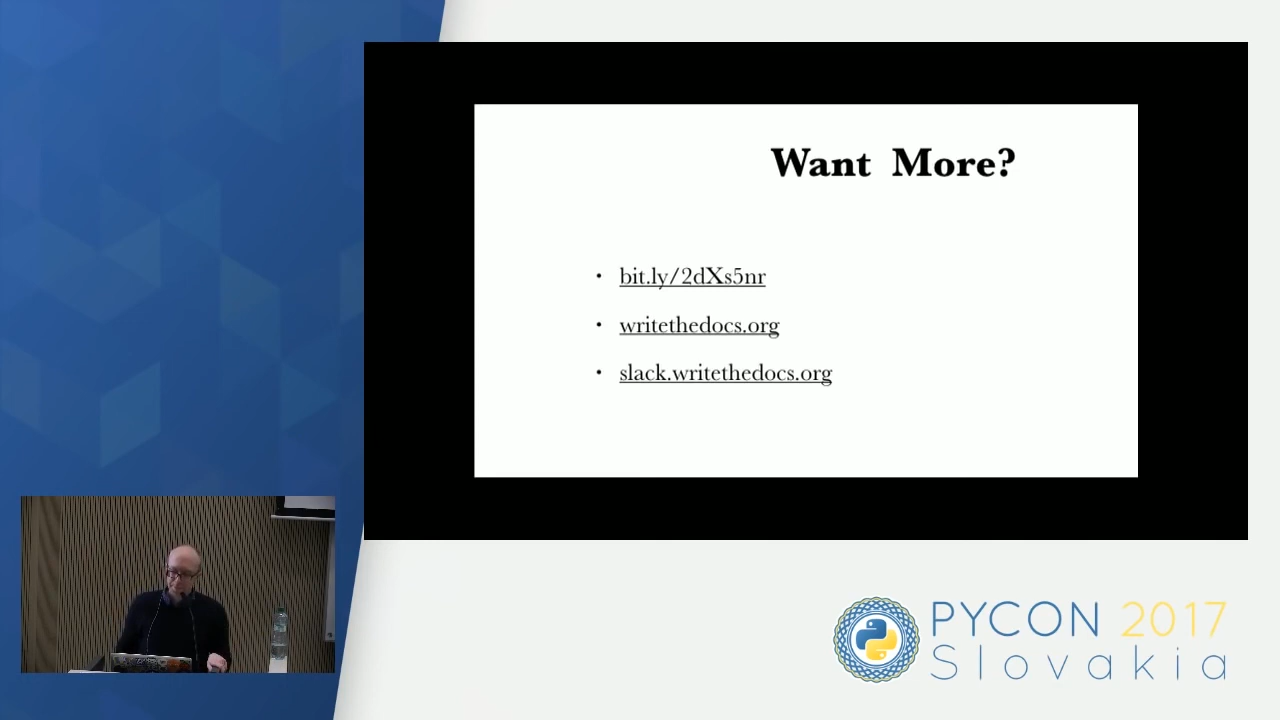 Want More?
• bit.ly/2dXs5nr
• writethedocs.org
• slack.writethedocs.org
PYCON 2017
Slovakia